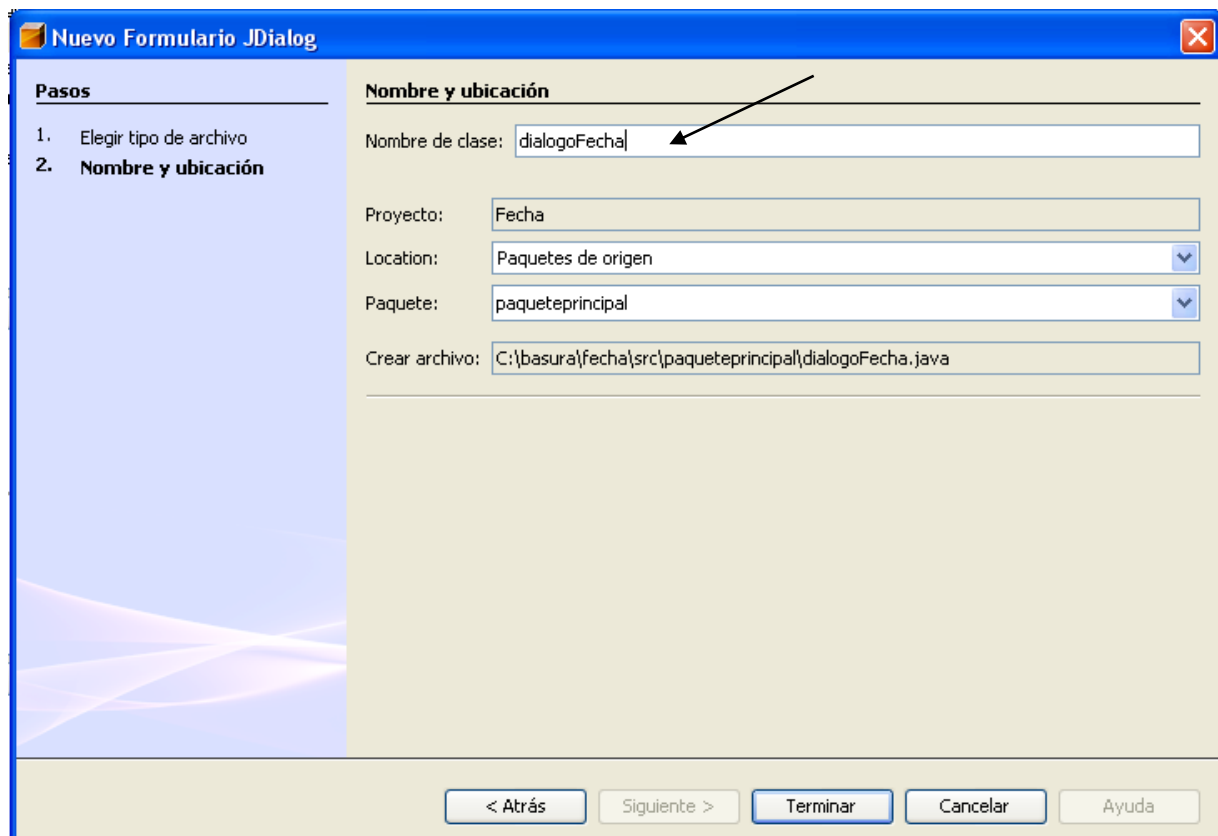 Nuevo Formulario JDialog
Pasos
1. Elegir tipo de archivo
2. Nombre y ubicación
Nombre y ubicación
Nombre de clase: dialogoFecha
Proyecto: Fecha
Location: Paquetes de origen
Paquete: paqueteprincipal
Crear archivo: C:\basura\fecha\src\paqueteprincipal\dialogoFecha.java
< Atrás Siguiente > Terminar Cancelar Ayuda